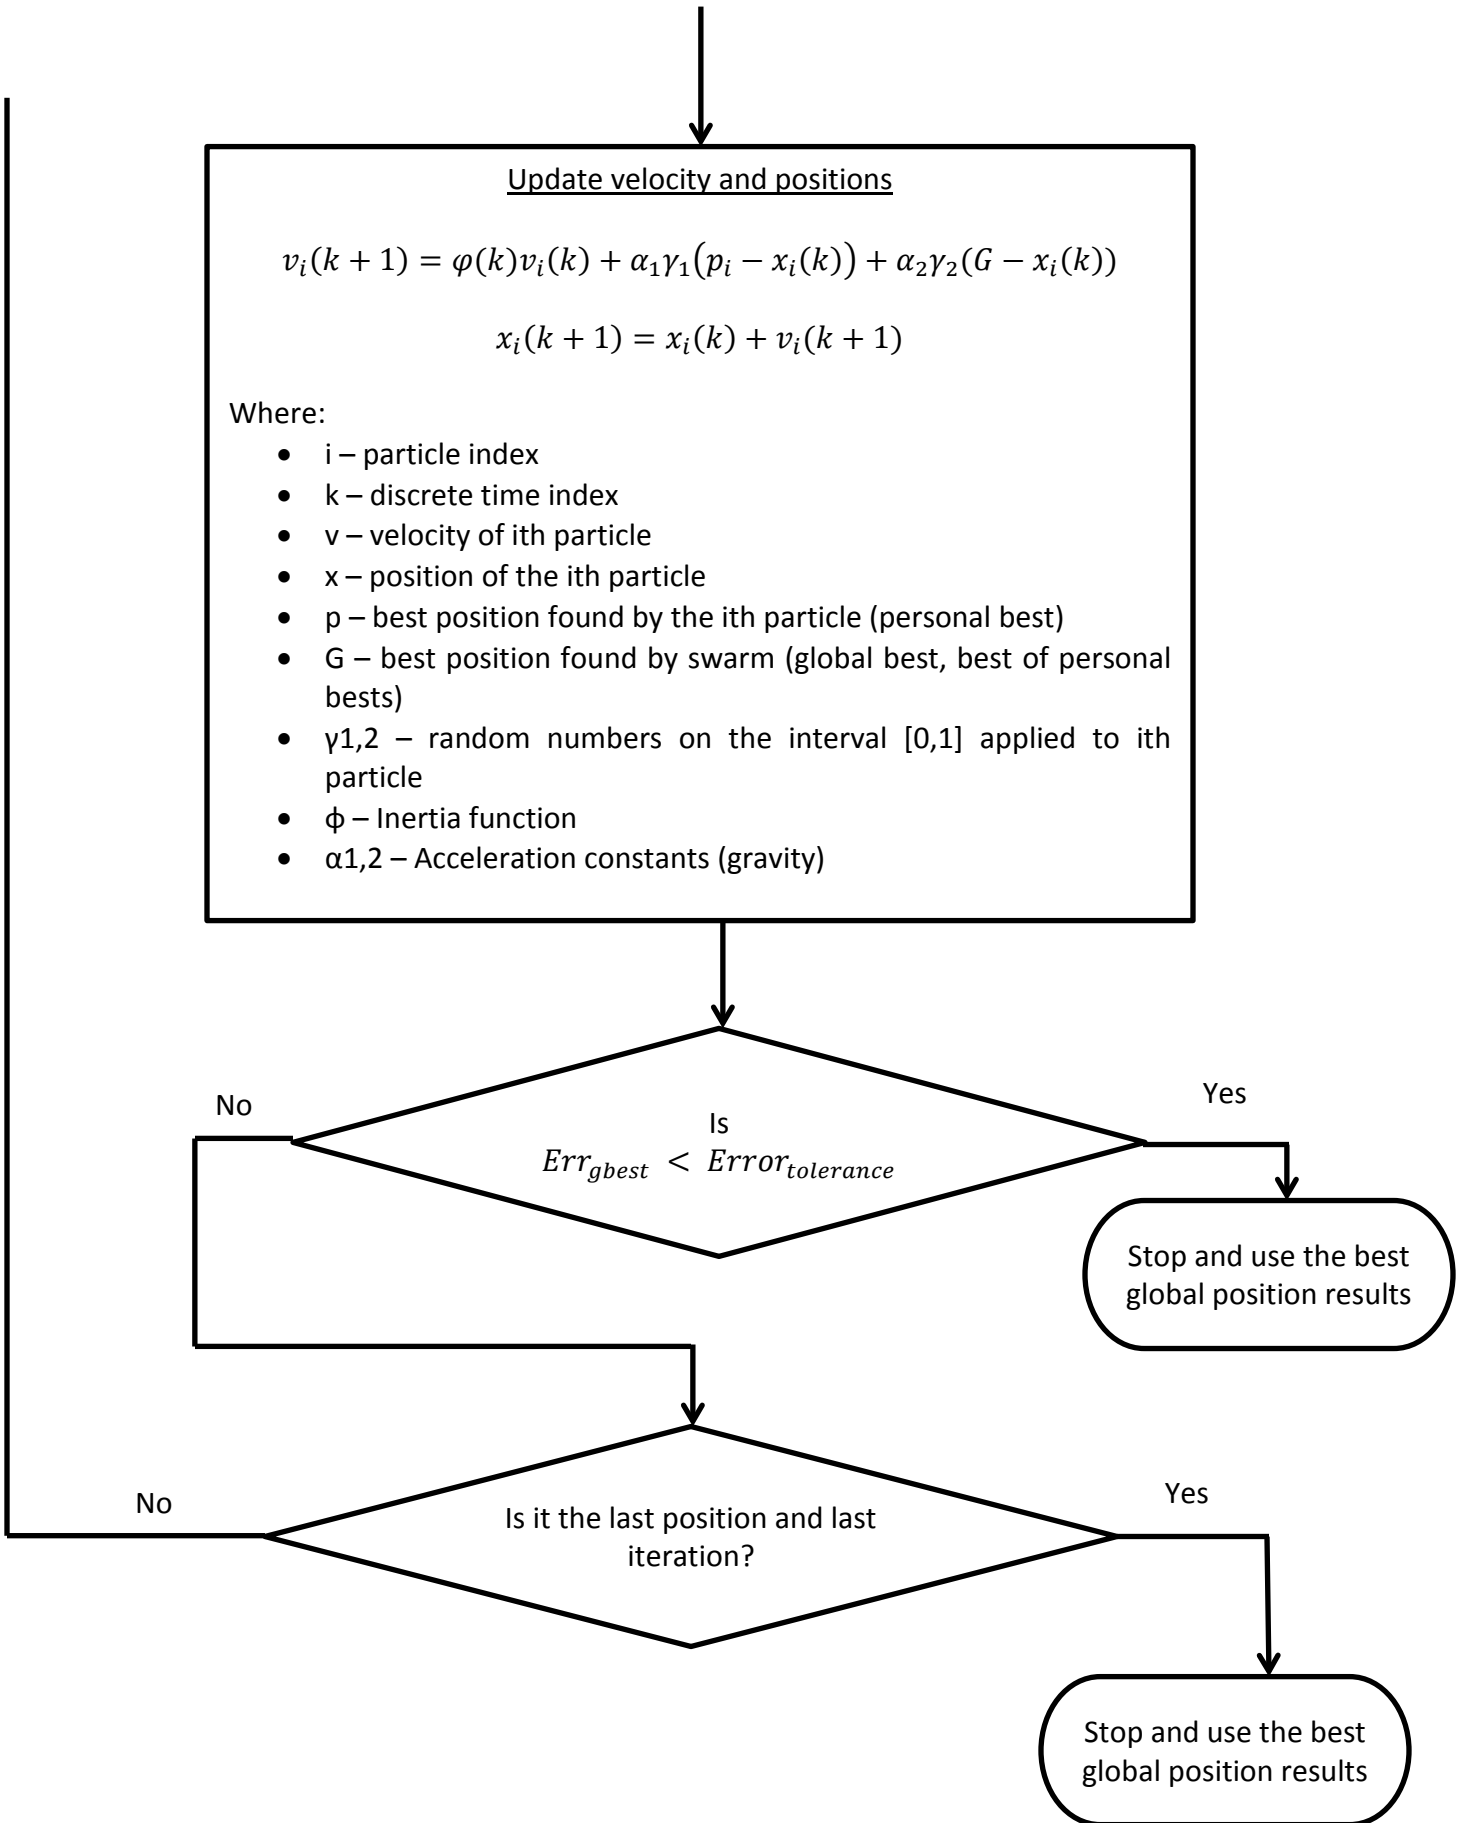 Update velocity and positions
𝑣ᵢ(𝑘 + 1) = 𝜑(𝑘)𝑣ᵢ(𝑘) + 𝛼₁𝛾₁(𝑝ᵢ − 𝑥ᵢ(𝑘)) + 𝛼₂𝛾₂(𝐺 − 𝑥ᵢ(𝑘))
𝑥ᵢ(𝑘 + 1) = 𝑥ᵢ(𝑘) + 𝑣ᵢ(𝑘 + 1)
Where:
• i – particle index
• k – discrete time index
• v – velocity of ith particle
• x – position of the ith particle
• p – best position found by the ith particle (personal best)
• G – best position found by swarm (global best, best of personal
bests)
• γ1,2 – random numbers on the interval [0,1] applied to ith
particle
• ϕ – Inertia function
• α1,2 – Acceleration constants (gravity)
No
Yes
Is
Err_gbest < Error_tolerance
Stop and use the best
global position results
No
Yes
Is it the last position and last
iteration?
Stop and use the best
global position results